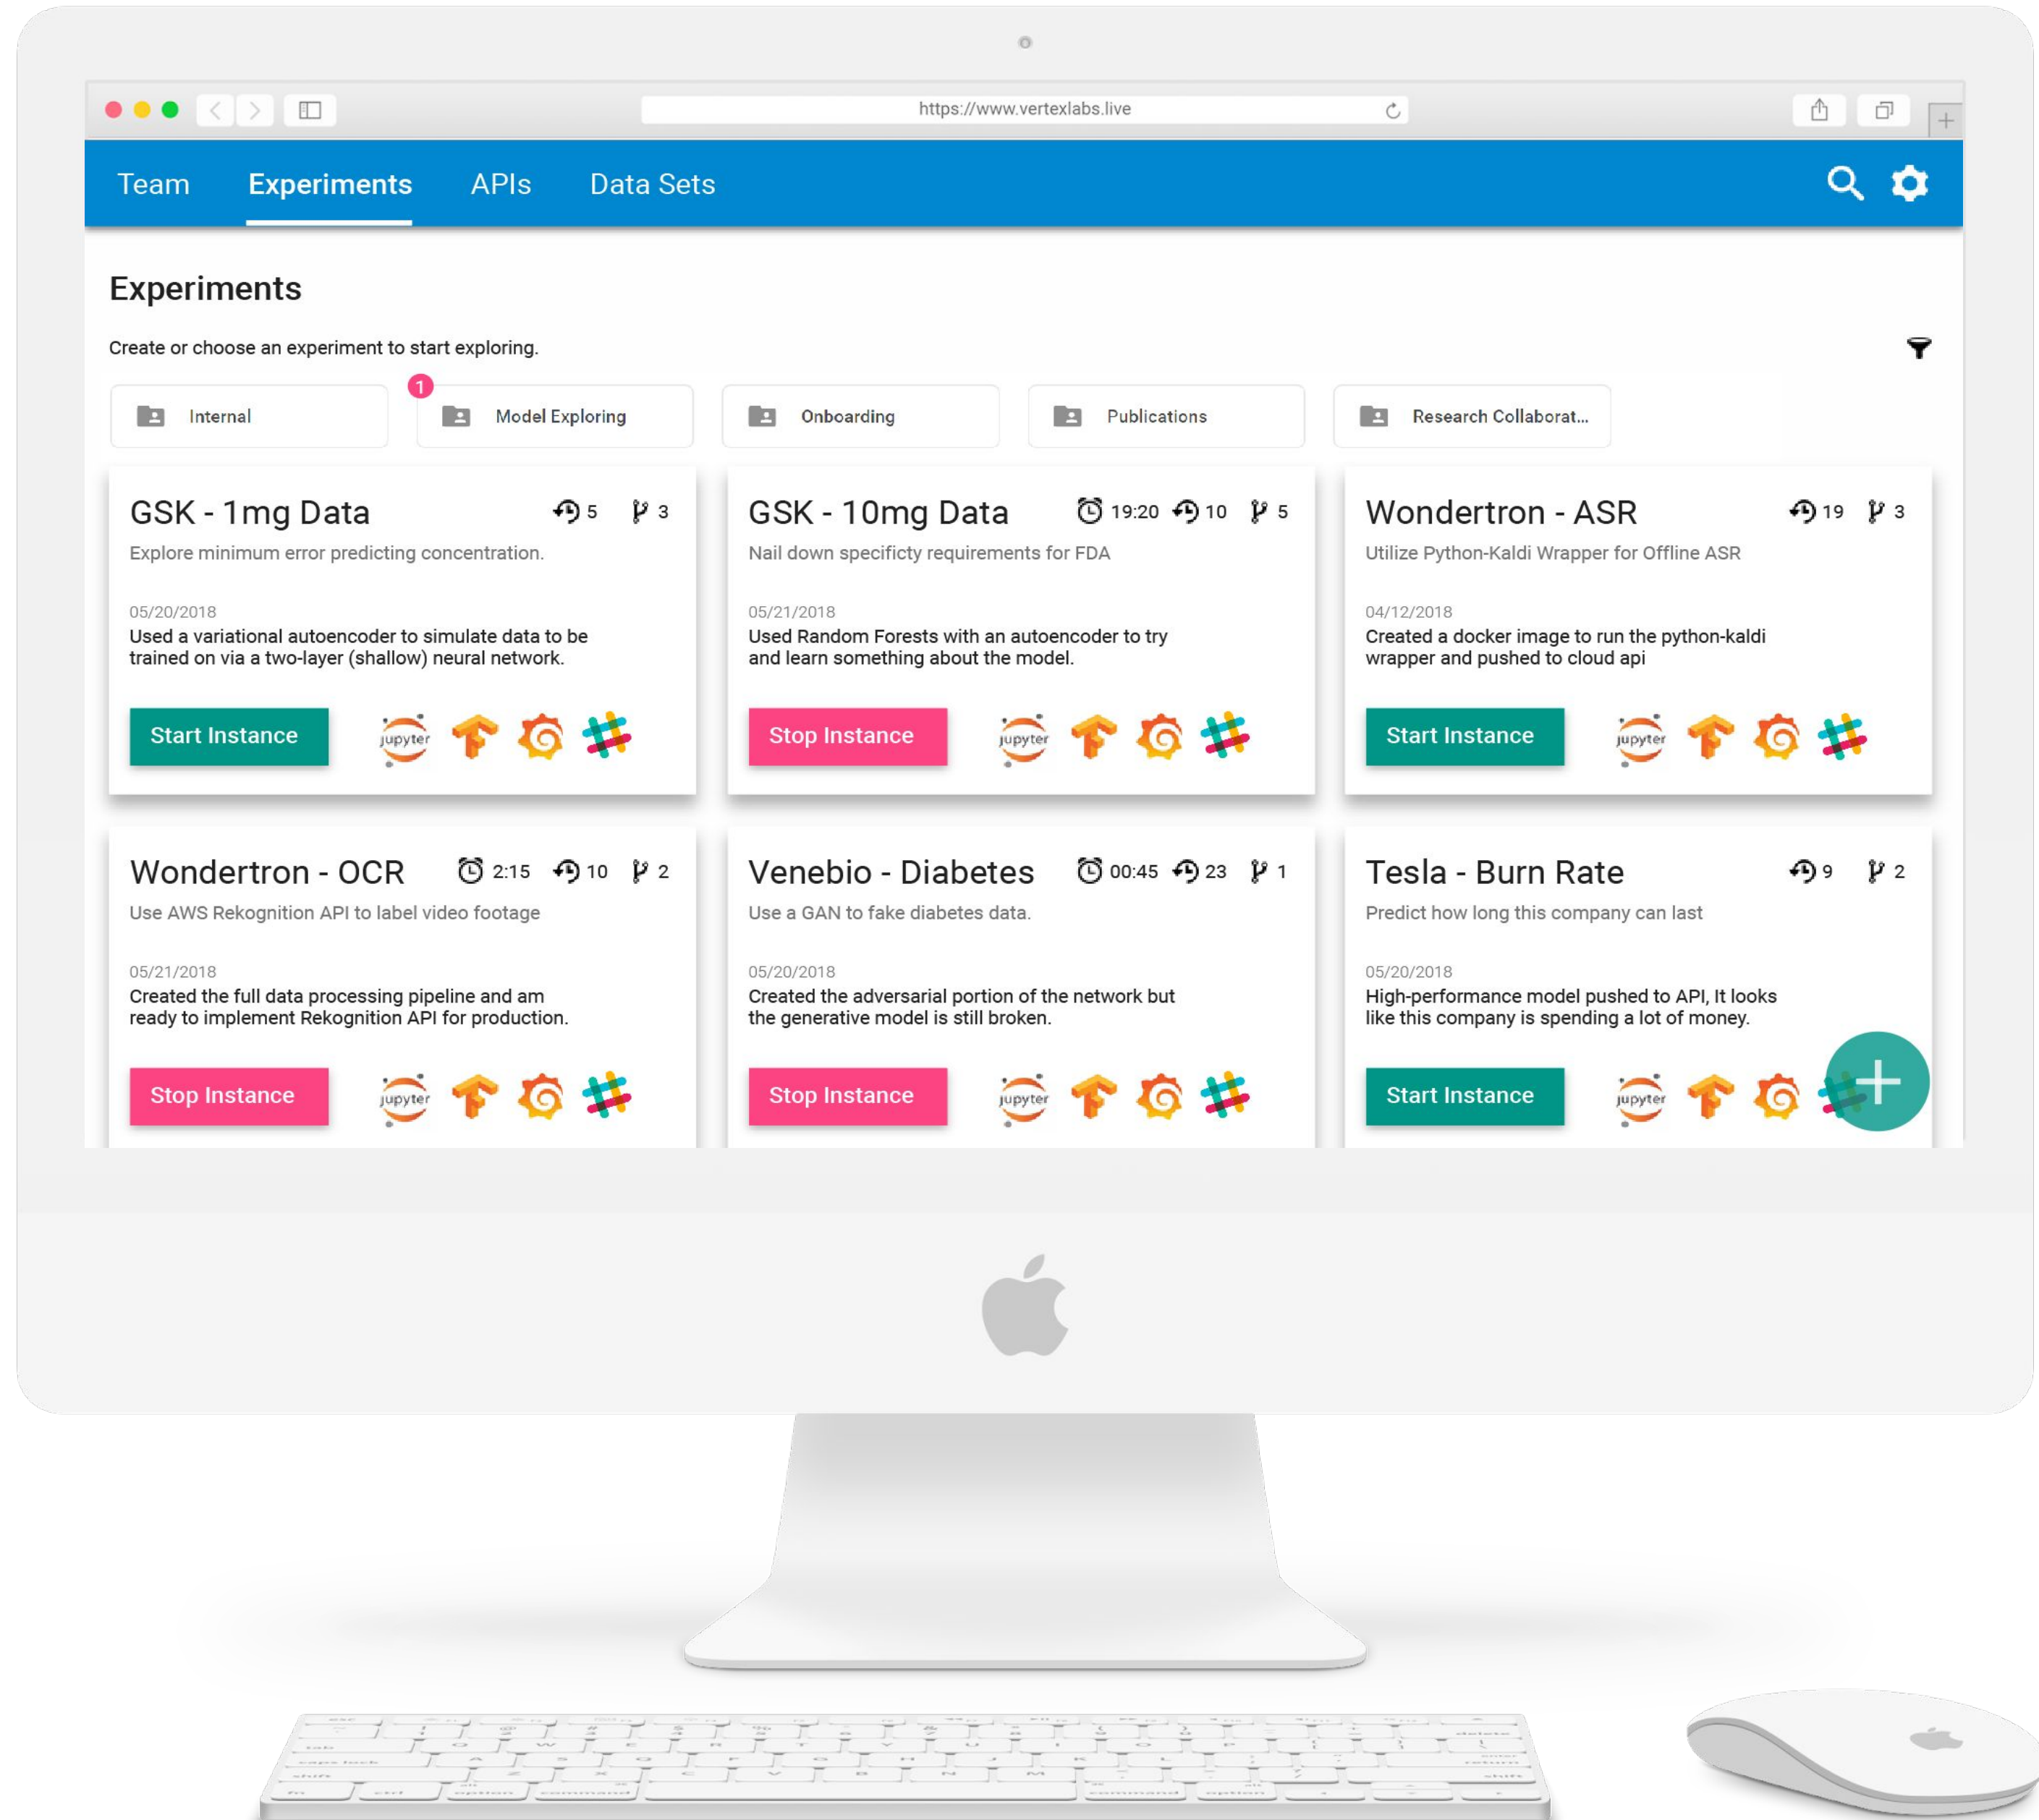 https://www.vertexlabs.live
Team Experiments APIs Data Sets
Experiments
Create or choose an experiment to start exploring.
Internal
1
Model Exploring
Onboarding
Publications
Research Collaborat...
GSK - 1mg Data 5 3
Explore minimum error predicting concentration.
05/20/2018
Used a variational autoencoder to simulate data to be
trained on via a two-layer (shallow) neural network.
Start Instance
jupyter
GSK - 10mg Data 19:20 10 5
Nail down specificty requirements for FDA
05/21/2018
Used Random Forests with an autoencoder to try
and learn something about the model.
Stop Instance
jupyter
Wondertron - ASR 19 3
Utilize Python-Kaldi Wrapper for Offline ASR
04/12/2018
Created a docker image to run the python-kaldi
wrapper and pushed to cloud api
Start Instance
jupyter
Wondertron - OCR 2:15 10 2
Use AWS Rekognition API to label video footage
05/21/2018
Created the full data processing pipeline and am
ready to implement Rekognition API for production.
Stop Instance
jupyter
Venebio - Diabetes 00:45 23 1
Use a GAN to fake diabetes data.
05/20/2018
Created the adversarial portion of the network but
the generative model is still broken.
Stop Instance
jupyter
Tesla - Burn Rate 9 2
Predict how long this company can last
05/20/2018
High-performance model pushed to API, It looks
like this company is spending a lot of money.
Start Instance
jupyter